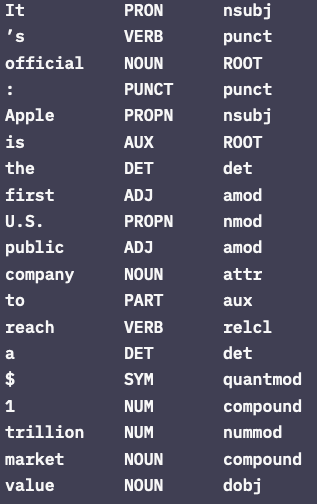 It PRON nsubj
’s VERB punct
official NOUN ROOT
: PUNCT punct
Apple PROPN nsubj
is AUX ROOT
the DET det
first ADJ amod
U.S. PROPN nmod
public ADJ amod
company NOUN attr
to PART aux
reach VERB relcl
a DET det
$ SYM quantmod
1 NUM compound
trillion NUM nummod
market NOUN compound
value NOUN dobj